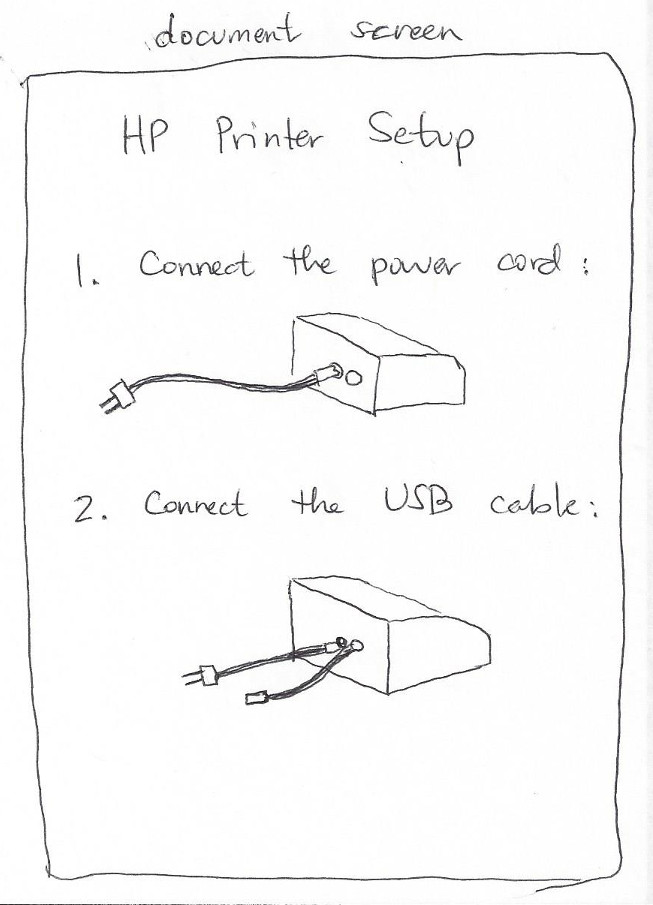 document screen
HP Printer Setup
1. Connect the power cord:
2. Connect the USB cable: